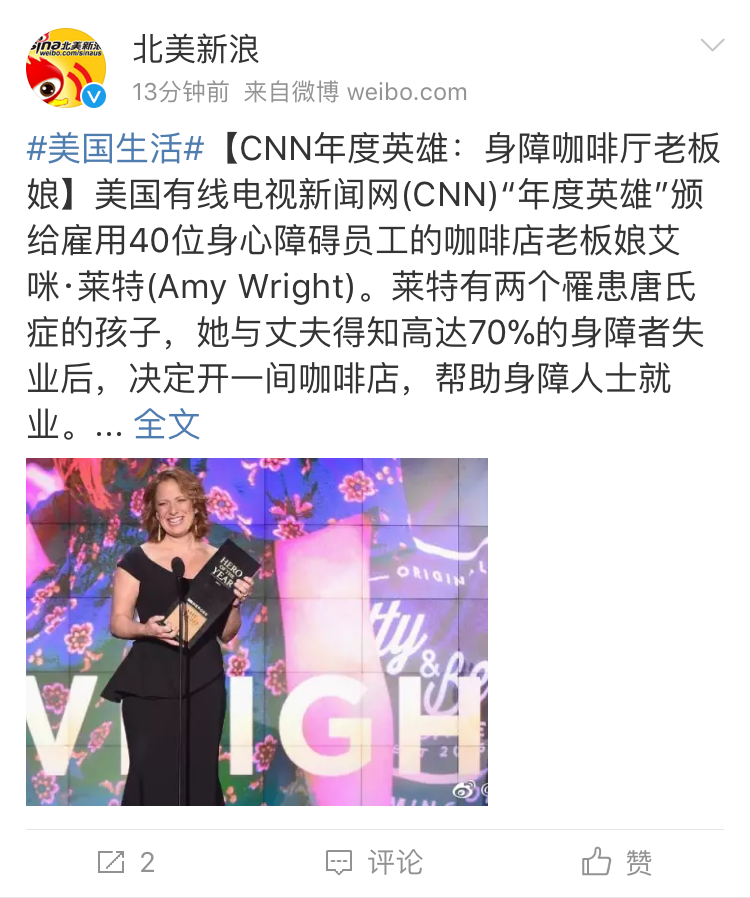 sina北美新浪
weibo.com/sinaus
北美新浪
13分钟前 来自微博 weibo.com
#美国生活#【CNN年度英雄：身障咖啡厅老板
娘】美国有线电视新闻网(CNN)“年度英雄”颁
给雇用40位身心障碍员工的咖啡店老板娘艾
咪·莱特(Amy Wright)。莱特有两个罹患唐氏
症的孩子，她与丈夫得知高达70%的身障者失
业后，决定开一间咖啡店，帮助身障人士就
业。... 全文
HERO
OF THE
YEAR
ORIGIN
tty
&
W IGH
2
评论
赞